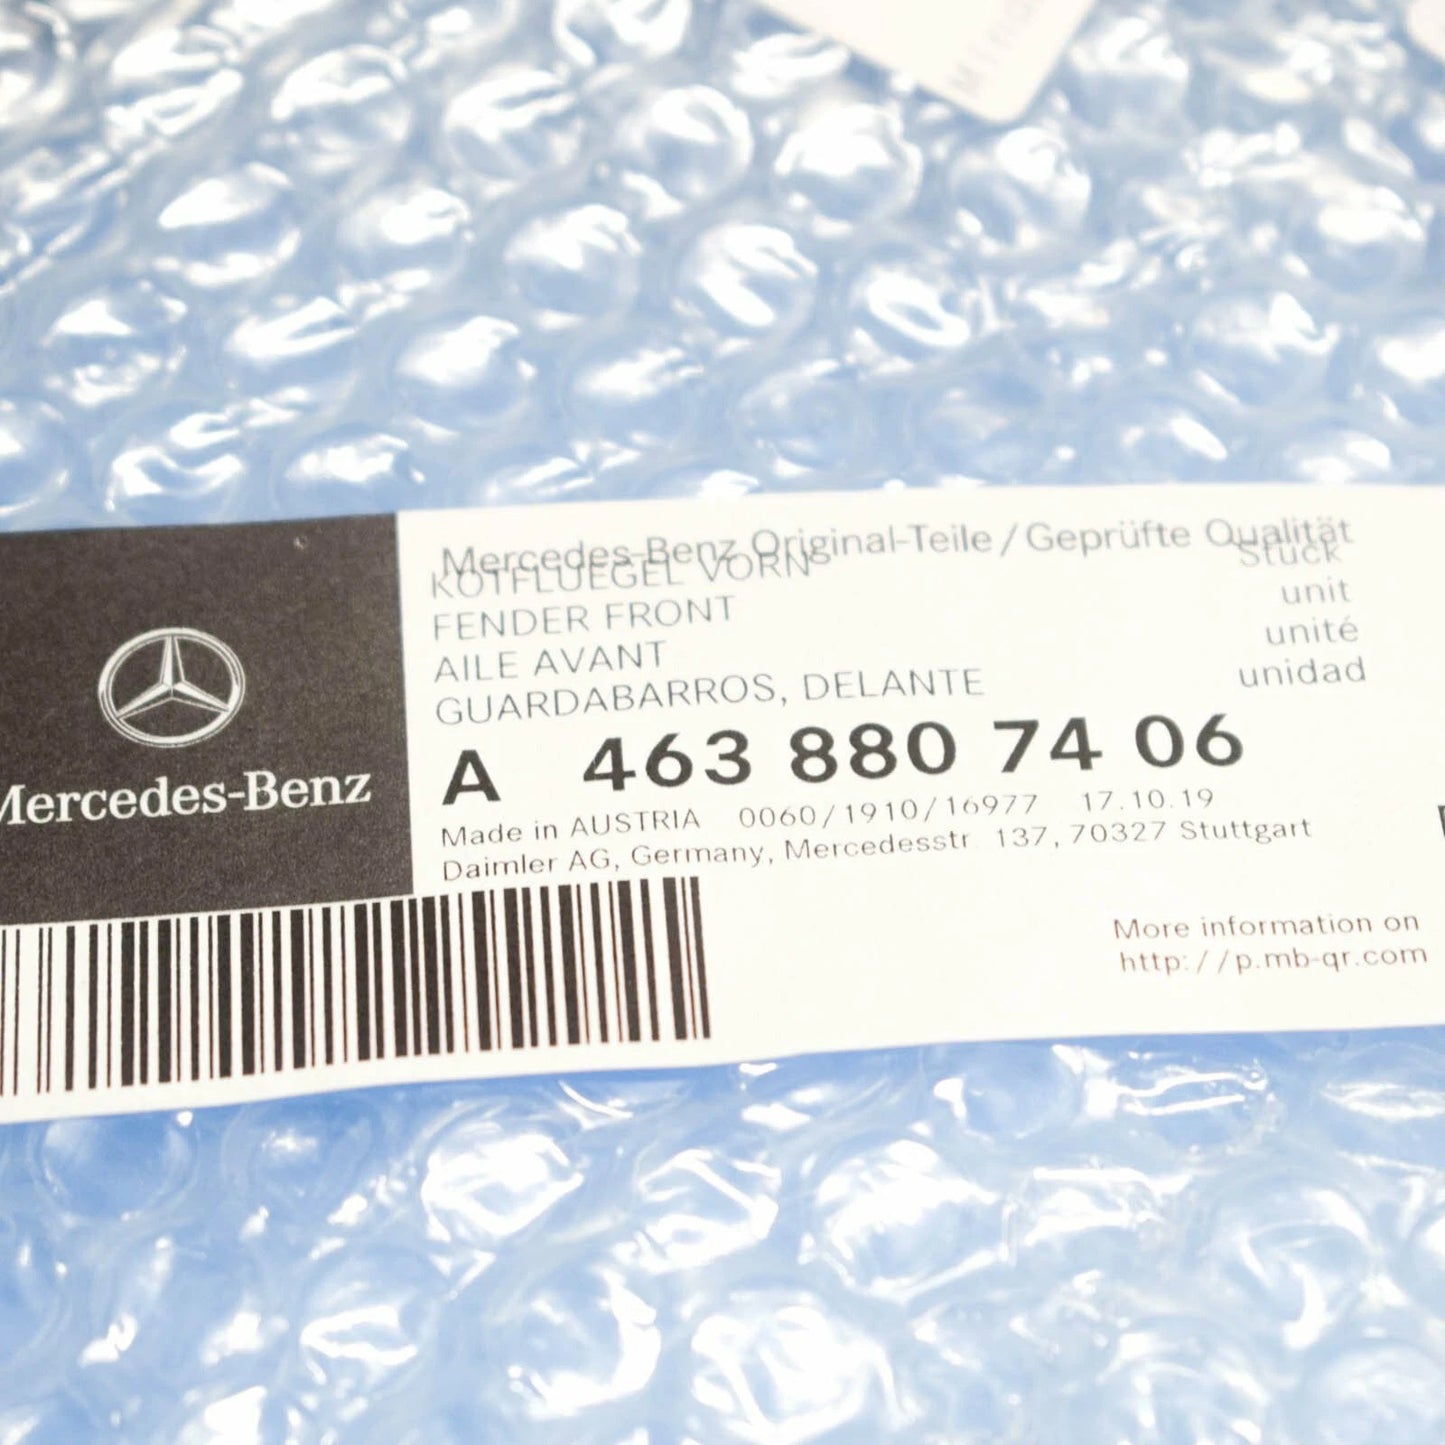 Mercedes-Benz Original-Teile / Geprüfte Qualität
KOTFLUEGEL VORN Stück
FENDER FRONT unit
AILE AVANT unité
GUARDABARROS, DELANTE unidad
A 463 880 74 06
Made in AUSTRIA 0060/1910/16977 17.10.19
Daimler AG, Germany, Mercedesstr. 137, 70327 Stuttgart
Mercedes-Benz
More information on
http://p.mb-qr.com